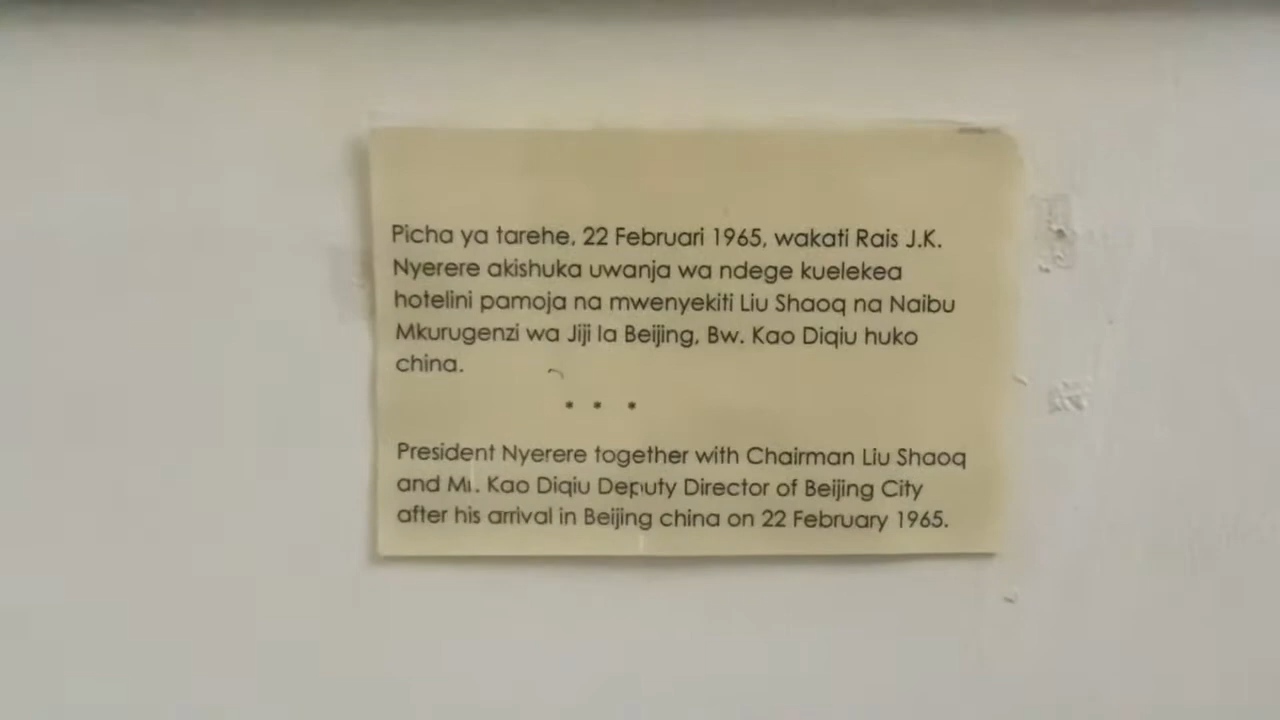 Picha ya tarehe, 22 Februari 1965, wakati Rais J.K.
Nyerere akishuka uwanja wa ndege kuelekea
hotelini pamoja na mwenyekiti Liu Shaoq na Naibu
Mkurugenzi wa Jiji la Beijing, Bw. Kao Diqiu huko
china.
* * *
President Nyerere together with Chairman Liu Shaoq
and Mr. Kao Diqiu Deputy Director of Beijing City
after his arrival in Beijing china on 22 February 1965.